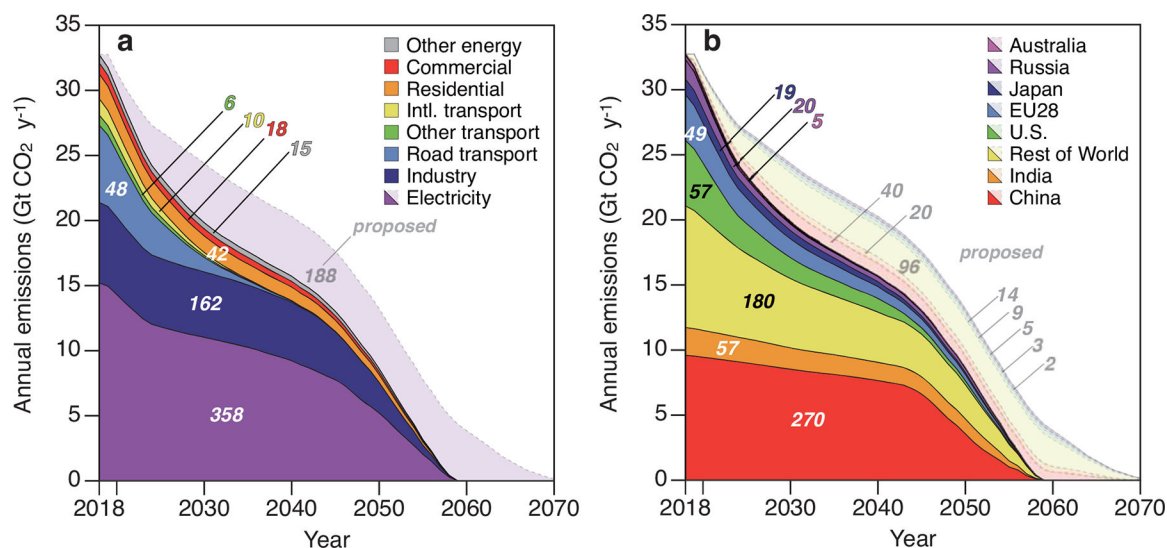 a
Other energy
Commercial
Residential
Intl. transport
Other transport
Road transport
Industry
Electricity
6
10
18
15
48
42
proposed
188
162
358
35
30
25
20
15
10
5
0
Annual emissions (Gt CO₂ y⁻¹)
2018
2030
2040
2050
2060
2070
Year
b
Australia
Russia
Japan
EU28
U.S.
Rest of World
India
China
19
20
5
49
57
40
20
96
proposed
14
9
5
3
2
180
57
270
35
30
25
20
15
10
5
0
Annual emissions (Gt CO₂ y⁻¹)
2018
2030
2040
2050
2060
2070
Year